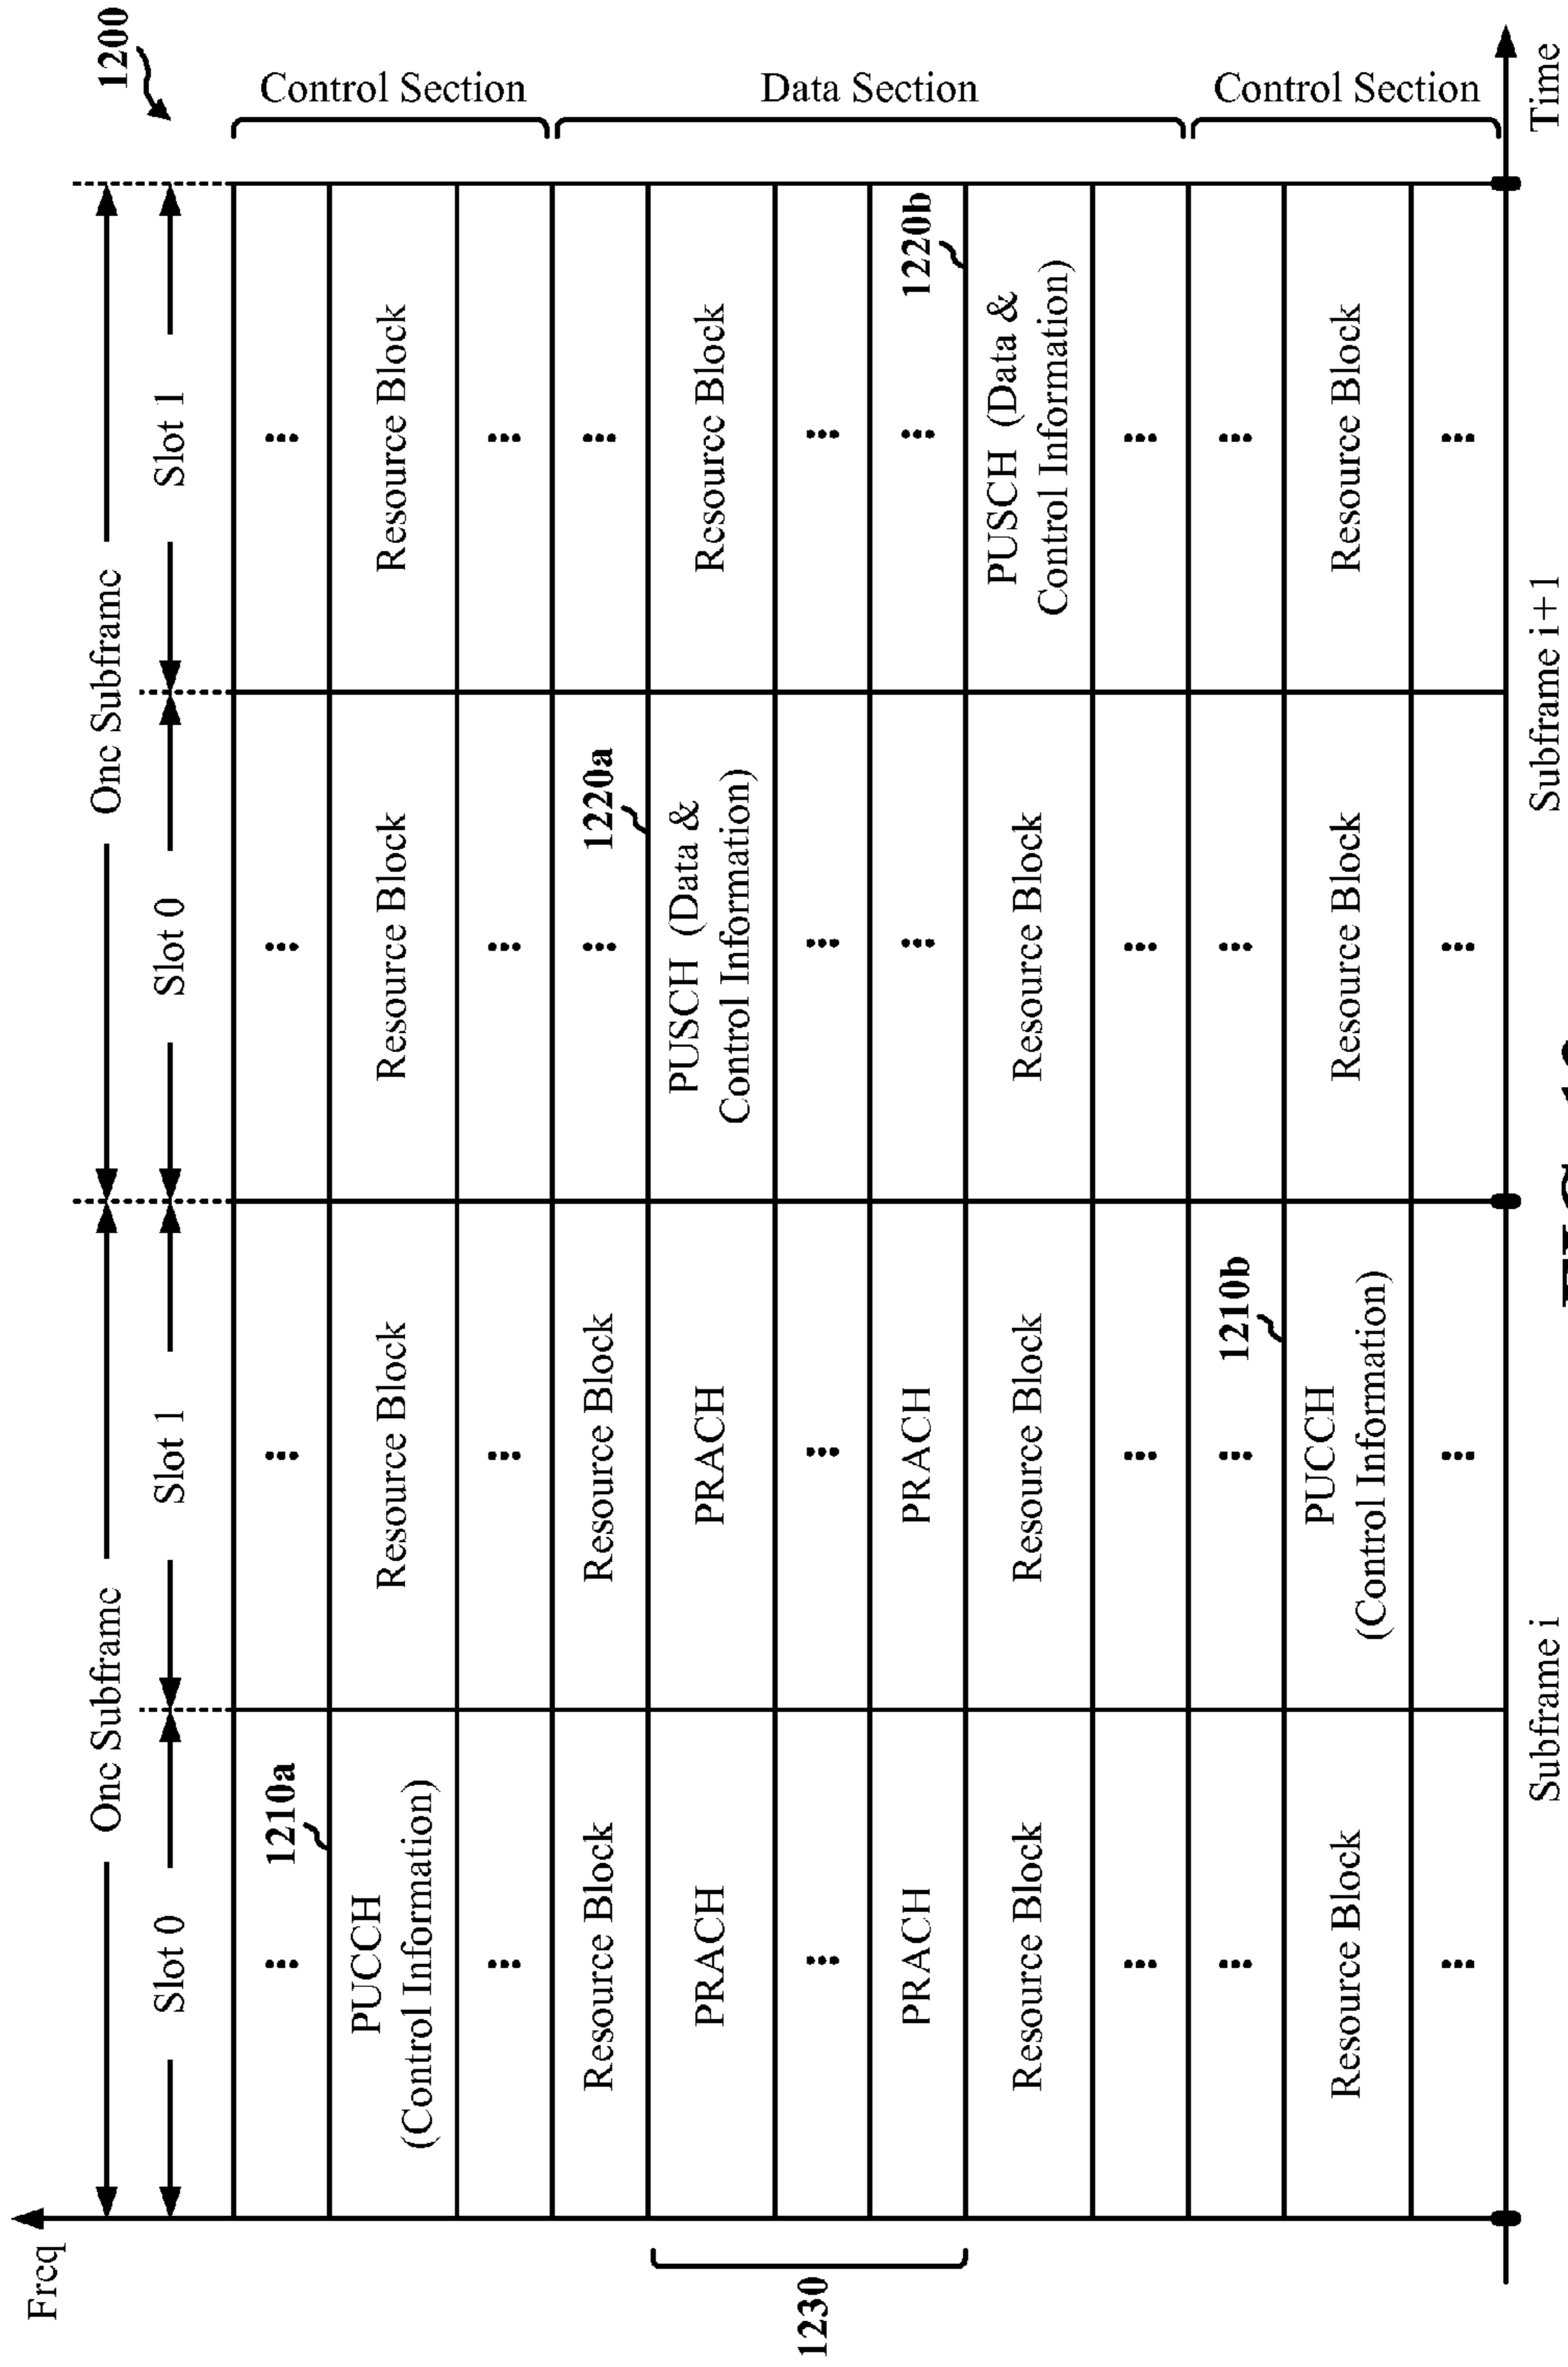 1200
Freq
One Subframe
One Subframe
Slot 0
Slot 1
Slot 0
Slot 1
Control Section
1210a
PUCCH
(Control Information)
Resource Block
Resource Block
Resource Block
Data Section
Resource Block
Resource Block
1220a
1230
PRACH
PRACH
PUSCH (Data &
Control Information)
Resource Block
PRACH
PRACH
1220b
Resource Block
Resource Block
Resource Block
PUSCH (Data &
Control Information)
Control Section
1210b
Resource Block
PUCCH
(Control Information)
Resource Block
Resource Block
Subframe i
Subframe i+1
Time